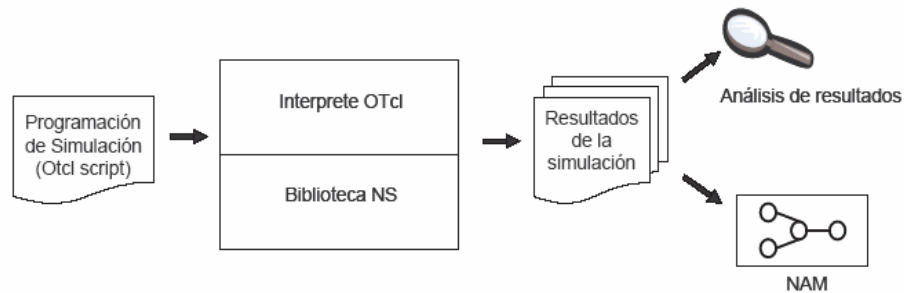 Programación
de Simulación
(Otcl script)
Interprete OTcl
Biblioteca NS
Resultados
de la
simulación
Análisis de resultados
NAM